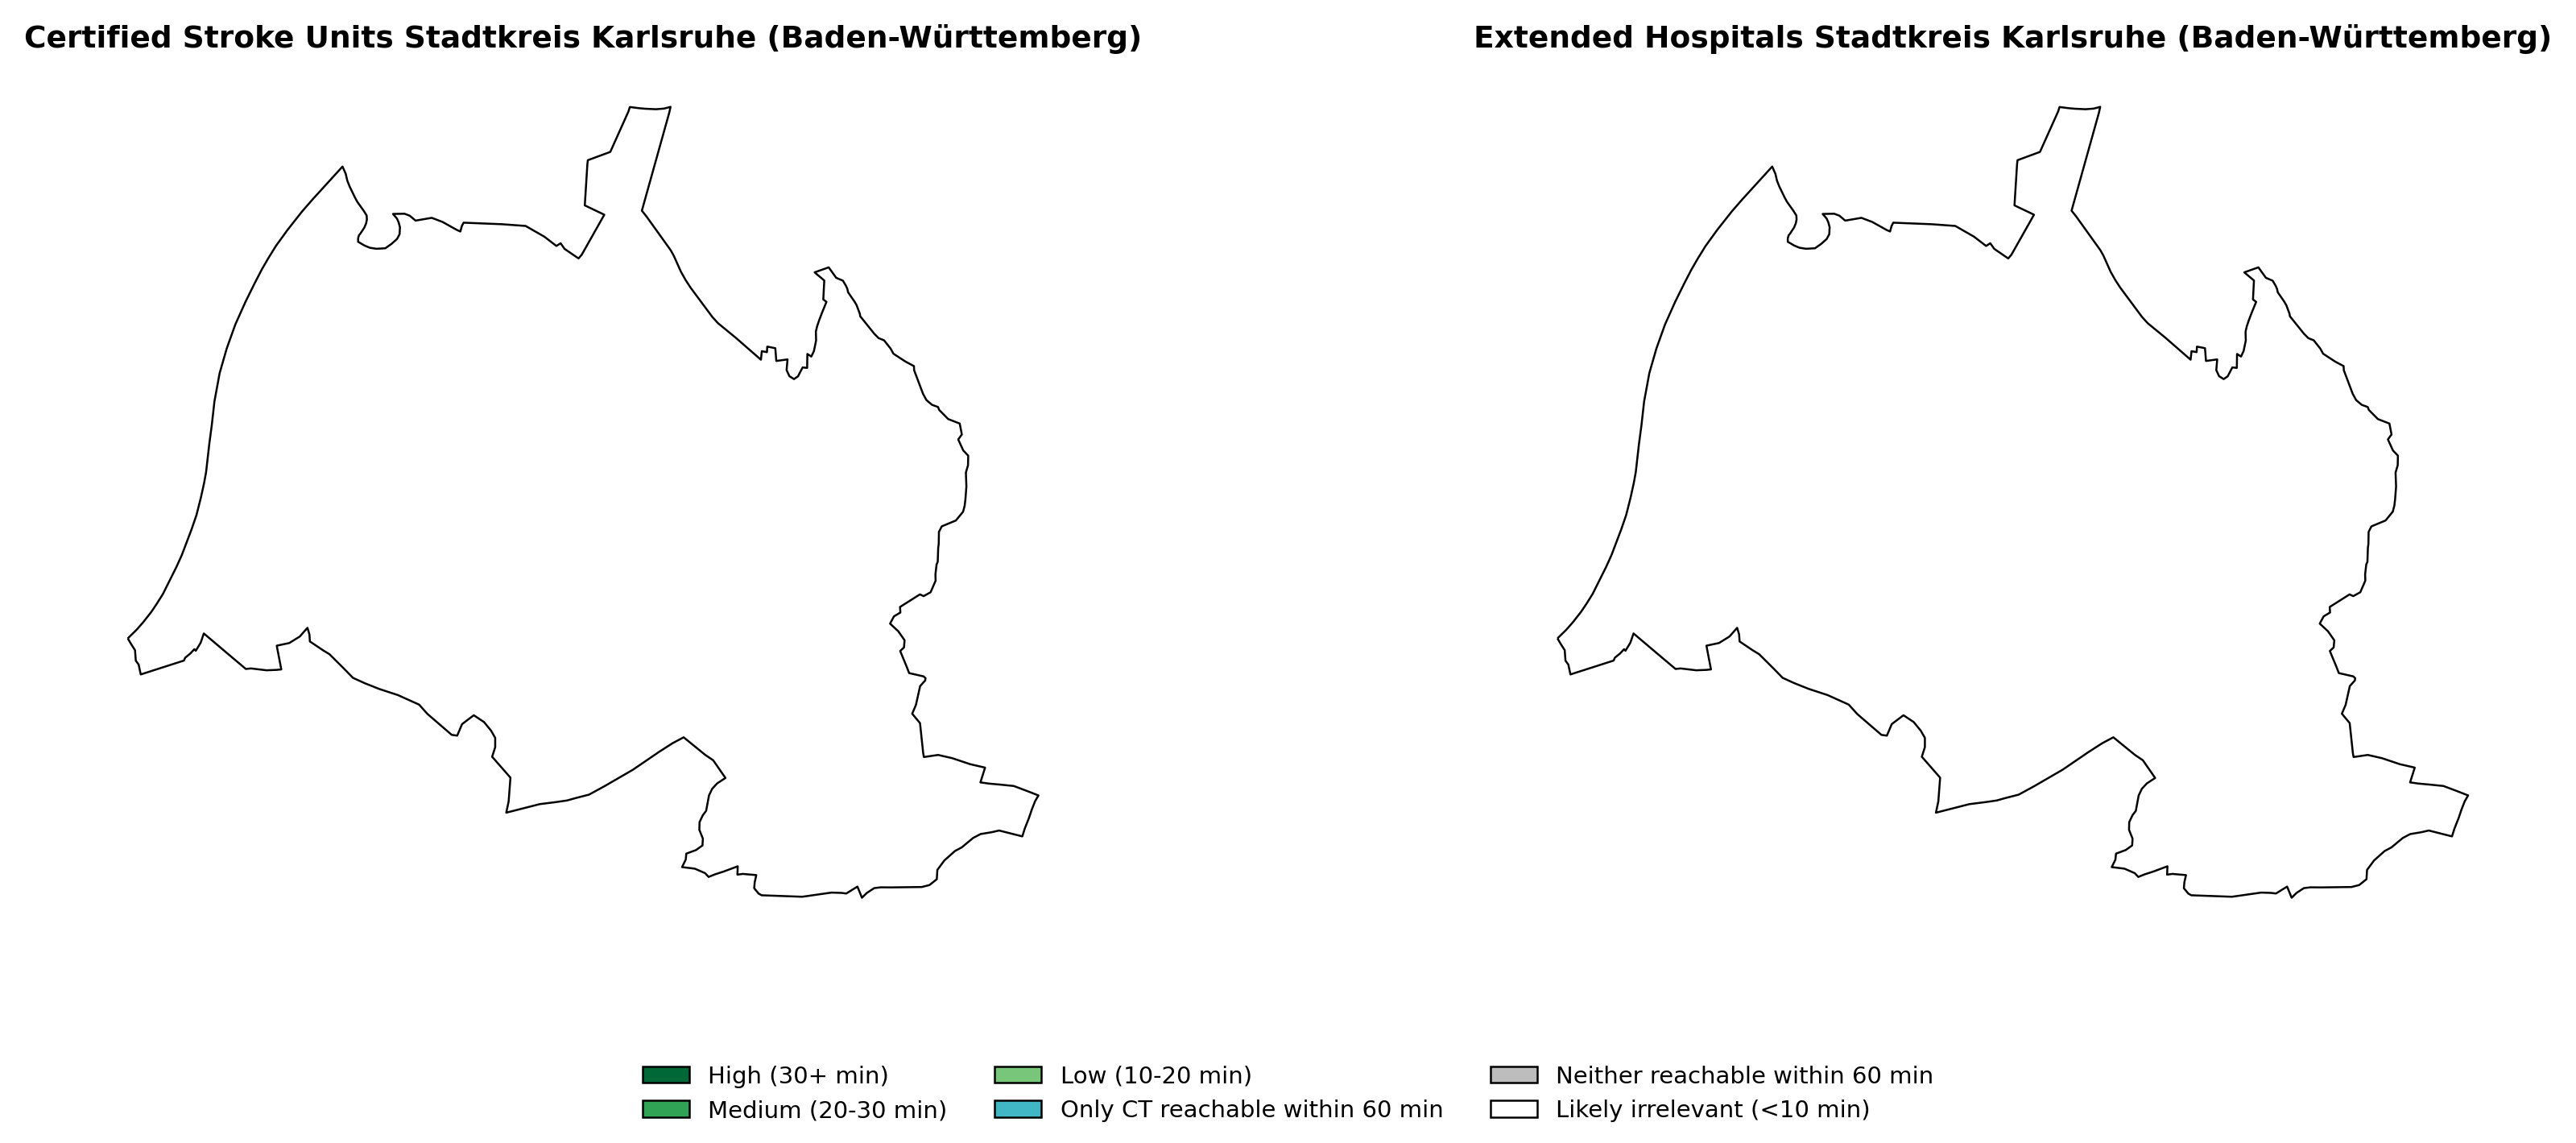 Certified Stroke Units Stadtkreis Karlsruhe (Baden-Württemberg)
Extended Hospitals Stadtkreis Karlsruhe (Baden-Württemberg)
High (30+ min)
Medium (20-30 min)
Low (10-20 min)
Only CT reachable within 60 min
Neither reachable within 60 min
Likely irrelevant (<10 min)